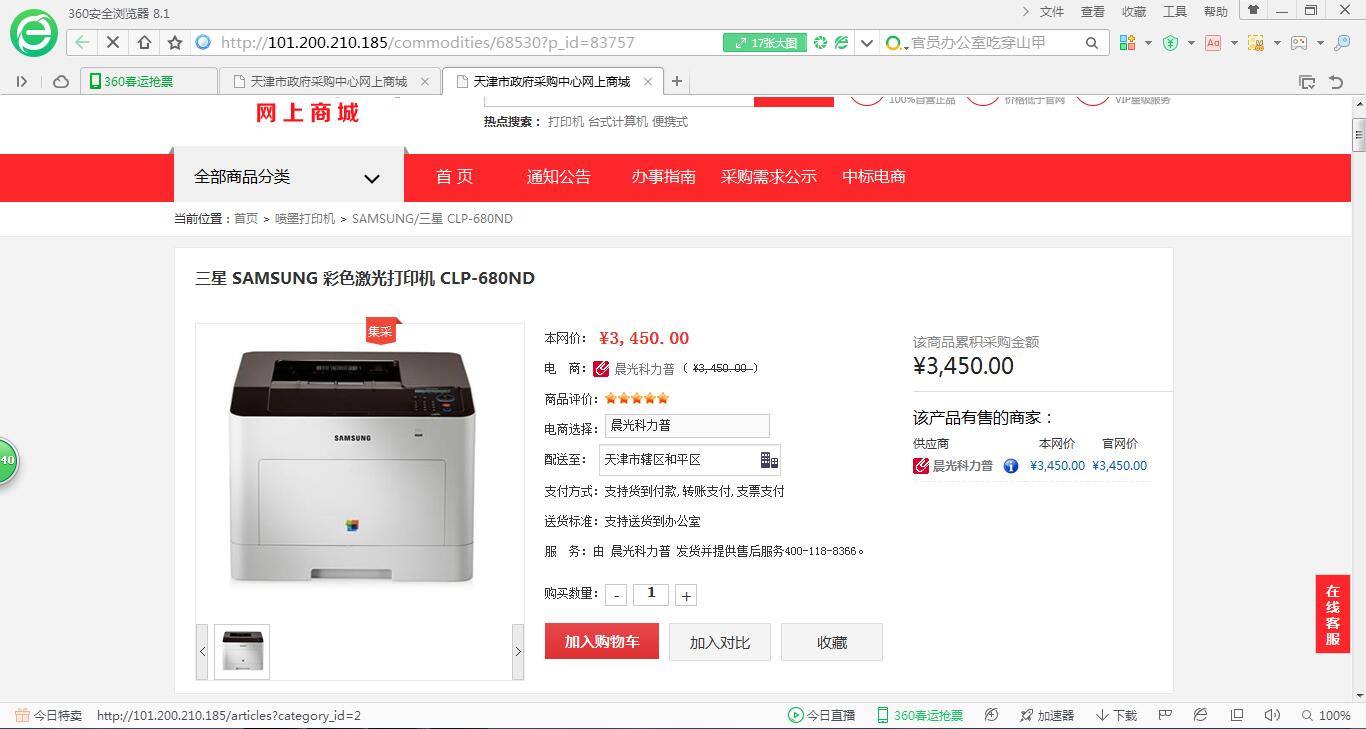 360安全浏览器 8.1
文件 查看 收藏 工具 帮助
http://101.200.210.185/commodities/68530?p_id=83757
17张大图
官员办公室吃穿山甲
360春运抢票
天津市政府采购中心网上商城
天津市政府采购中心网上商城
网上商城
100%自营正品 价格低于官网 VIP星级服务
热点搜索： 打印机 台式计算机 便携式
全部商品分类 首 页 通知公告 办事指南 采购需求公示 中标电商
当前位置：首页 > 喷墨打印机 > SAMSUNG/三星 CLP-680ND
三星 SAMSUNG 彩色激光打印机 CLP-680ND
集采
SAMSUNG
本网价： ¥3,450.00
电 商： 晨光科力普 （ ¥3,450.00 ）
商品评价：
电商选择： 晨光科力普
配送至： 天津市辖区和平区
支付方式：支持货到付款,转账支付,支票支付
送货标准：支持送货到办公室
服 务：由 晨光科力普 发货并提供售后服务400-118-8366。
购买数量： - 1 +
加入购物车 加入对比 收藏
该商品累积采购金额
¥3,450.00
该产品有售的商家：
供应商 本网价 官网价
晨光科力普 ¥3,450.00 ¥3,450.00
在线客服
40
今日特卖 http://101.200.210.185/articles?category_id=2
今日直播 360春运抢票 加速器 下载 100%